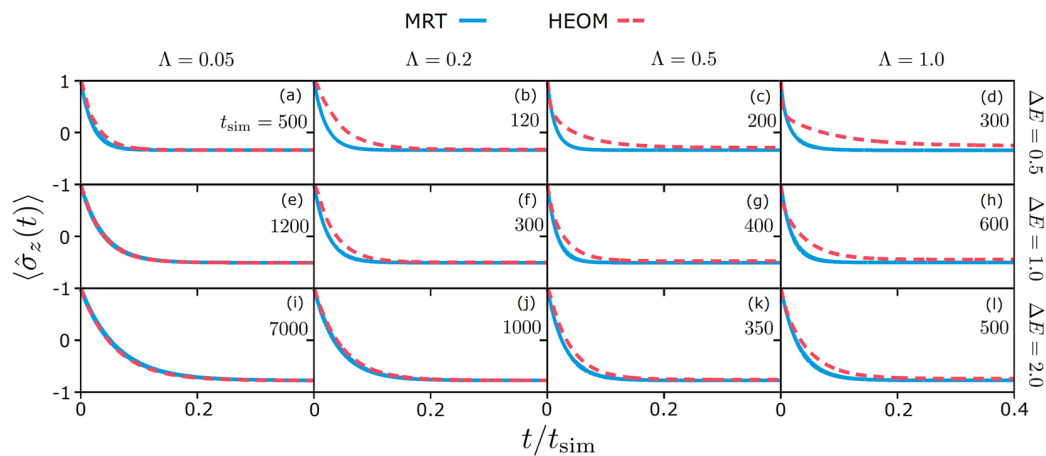 MRT HEOM
Λ = 0.05 Λ = 0.2 Λ = 0.5 Λ = 1.0
1 (a) (b) (c) (d)
t_sim = 500 120 200 300
0
ΔE = 0.5
-1
(e) (f) (g) (h)
1200 300 400 600
0
ΔE = 1.0
⟨σ̂_z(t)⟩
-1
(i) (j) (k) (l)
7000 1000 350 500
0
ΔE = 2.0
-1
0 0.2 0 0.2 0 0.2 0 0.2 0.4
t/t_sim